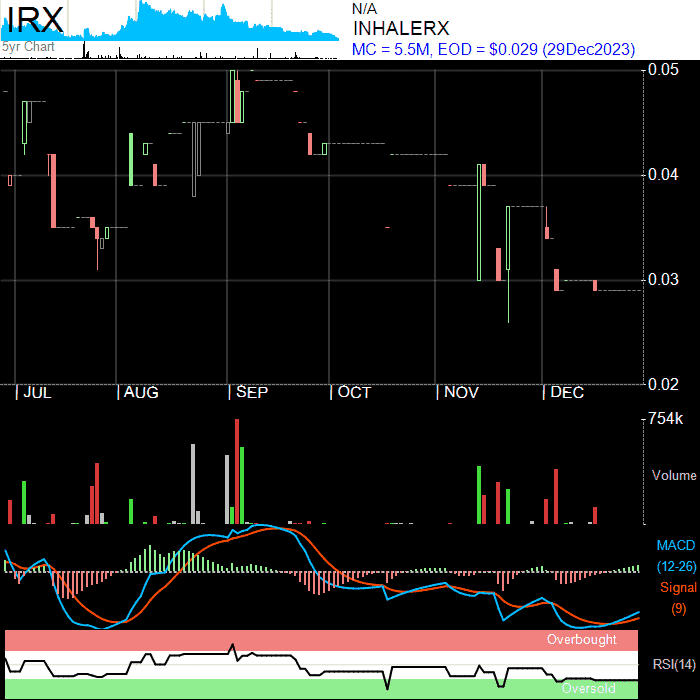 IRX
5yr Chart
N/A
INHALERX
MC = 5.5M, EOD = $0.029 (29Dec2023)
0.05
0.04
0.03
0.02
| JUL | AUG | SEP | OCT | NOV | DEC
754k
Volume
MACD
(12-26)
Signal
(9)
Overbought
RSI(14)
Oversold